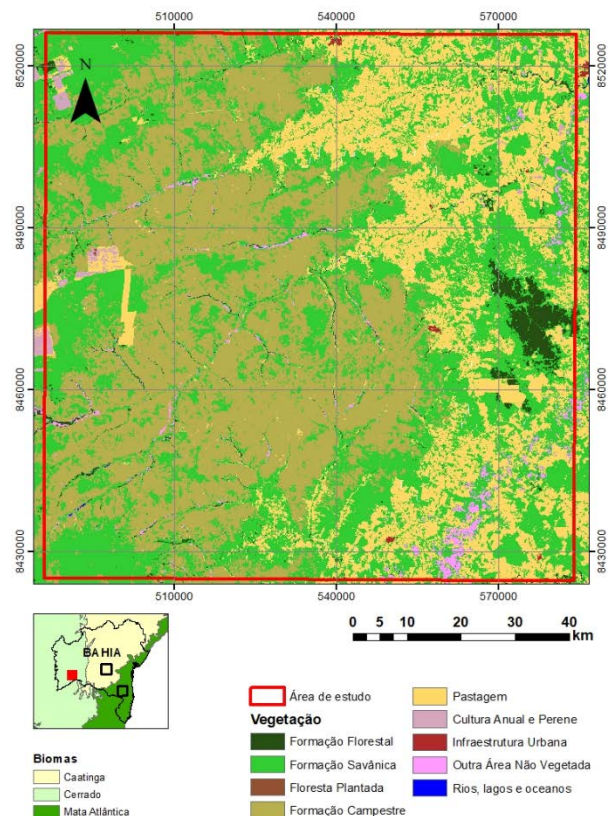 510000 540000 570000
8520000 8520000
N
8490000 8490000
8460000 8460000
8430000 8430000
510000 540000 570000
BAHIA
0 5 10 20 30 40
km
Biomas
Caatinga
Cerrado
Mata Atlântica
Área de estudo
Vegetação
Formação Florestal
Formação Savânica
Floresta Plantada
Formação Campestre
Pastagem
Cultura Anual e Perene
Infraestrutura Urbana
Outra Área Não Vegetada
Rios, lagos e oceanos